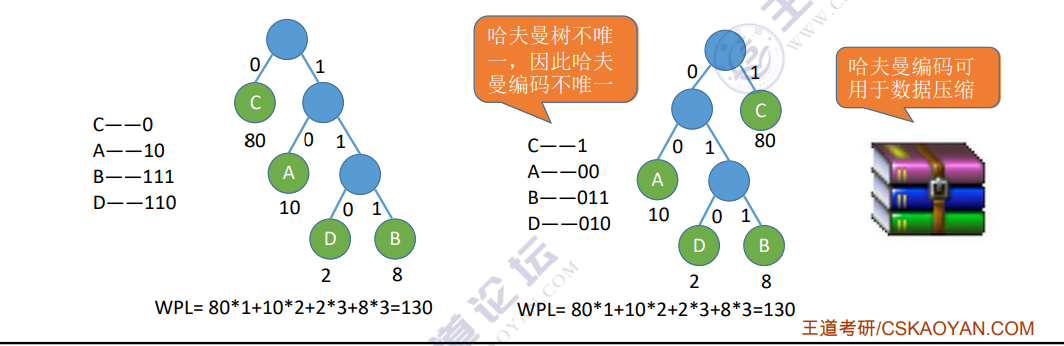 哈夫曼树不唯
一，因此哈夫
曼编码不唯一
哈夫曼编码可
用于数据压缩
0
1
C
80
0
1
A
10
0
1
D
B
2
8
C——0
A——10
B——111
D——110
WPL= 80*1+10*2+2*3+8*3=130
0
1
C
80
0
1
A
10
0
1
D
B
2
8
C——1
A——00
B——011
D——010
WPL= 80*1+10*2+2*3+8*3=130
王道考研/CSKAOYAN.COM